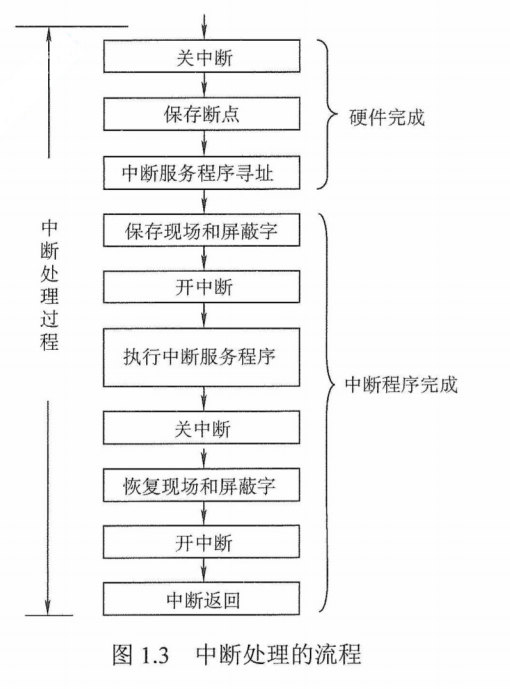 关中断
保存断点
硬件完成
中断服务程序寻址
保存现场和屏蔽字
中断处理过程
开中断
执行中断服务程序
中断程序完成
关中断
恢复现场和屏蔽字
开中断
中断返回
图 1.3 中断处理的流程